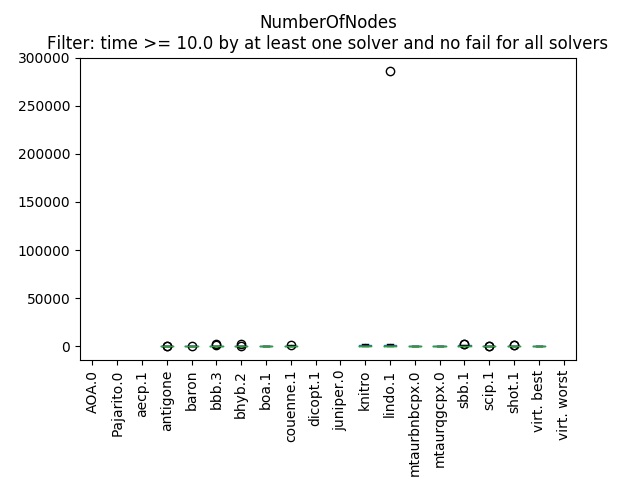 NumberOfNodes
Filter: time >= 10.0 by at least one solver and no fail for all solvers
300000
250000
200000
150000
100000
50000
0
AOA.0
Pajarito.0
aecp.1
antigone
baron
bbb.3
bhyb.2
boa.1
couenne.1
dicopt.1
juniper.0
knitro
lindo.1
mtaurbnbcpx.0
mtaurqgcpx.0
sbb.1
scip.1
shot.1
virt. best
virt. worst